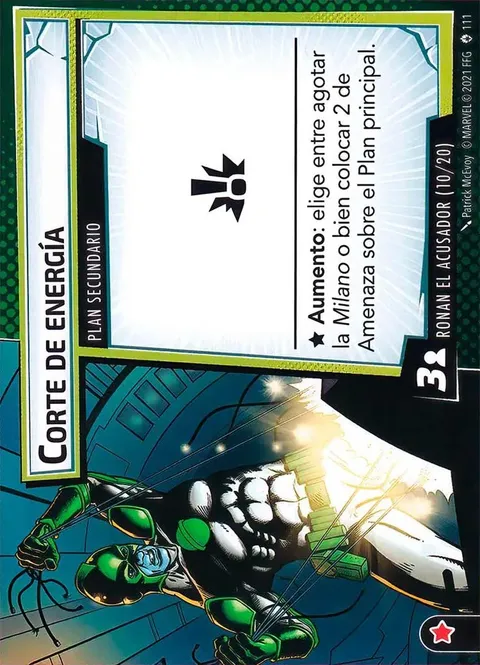 CORTE DE ENERGÍA
PLAN SECUNDARIO
★ Aumento: elige entre agotar
la Milano o bien colocar 2 de
Amenaza sobre el Plan principal.
3
RONAN EL ACUSADOR (10/20)
Patrick McEvoy © MARVEL © 2021 FFG 111